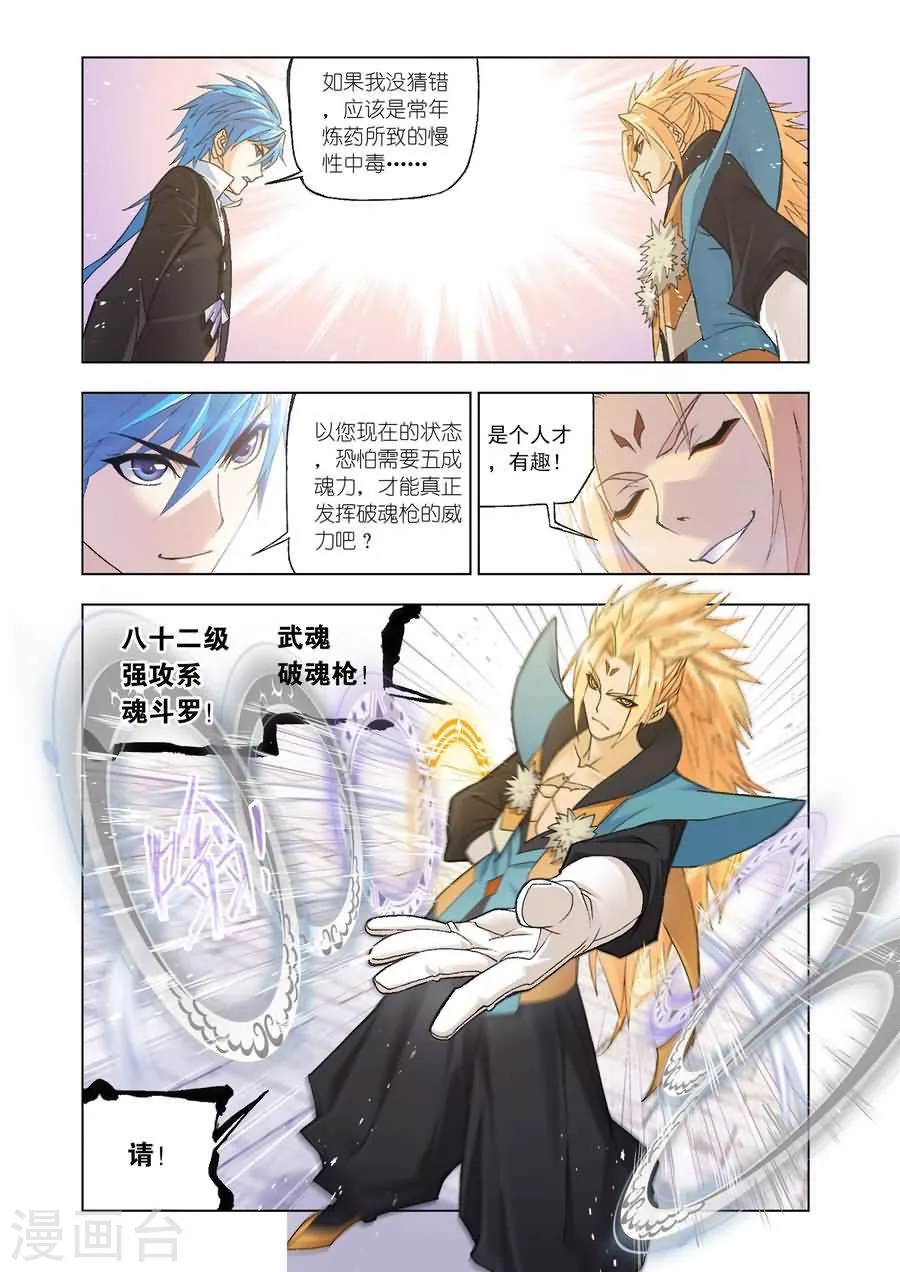 如果我没猜错
，应该是常年
炼药所致的慢
性中毒……
以您现在的状态
，恐怕需要五成
魂力，才能真正
发挥破魂枪的威
力吧？
是个人才
，有趣！
八十二级
强攻系
魂斗罗！
武魂
破魂枪！
嗡！
请！
漫画台